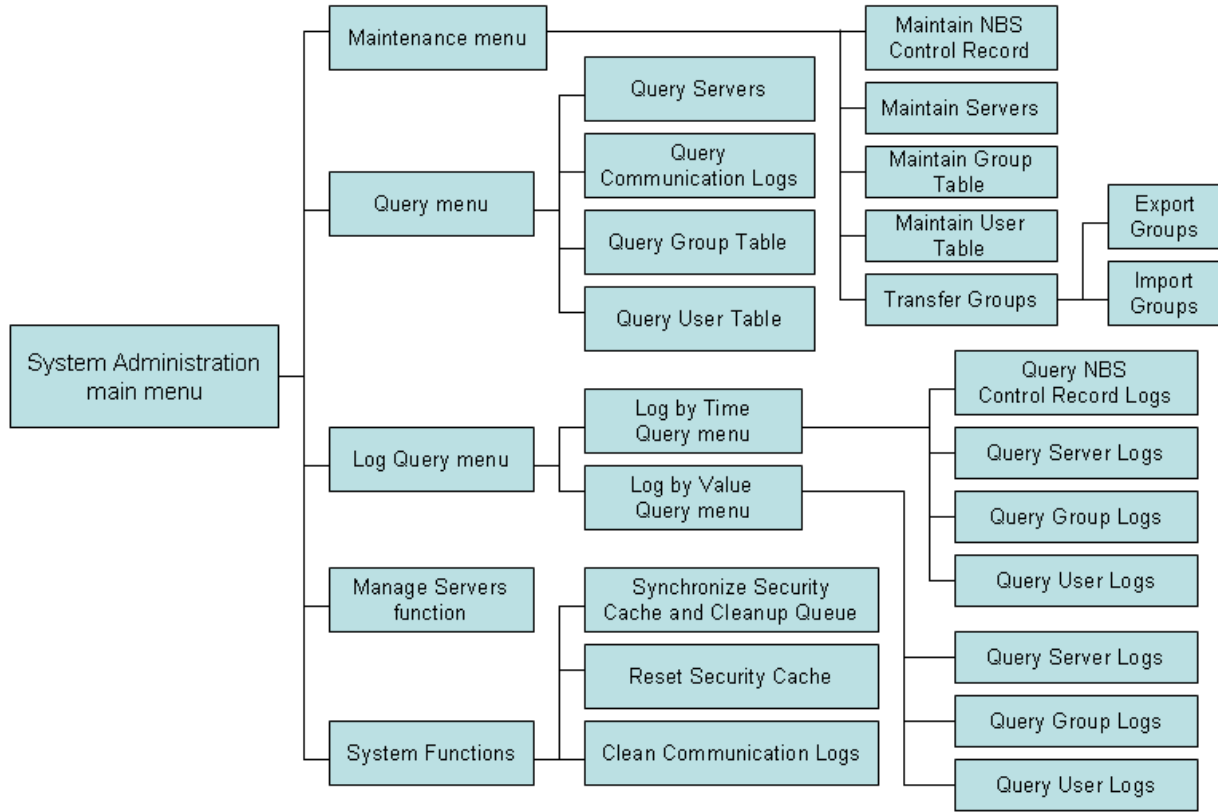 System Administration
main menu
Maintenance menu
Maintain NBS
Control Record
Maintain Servers
Maintain Group
Table
Maintain User
Table
Transfer Groups
Export
Groups
Import
Groups
Query menu
Query Servers
Query
Communication Logs
Query Group Table
Query User Table
Log Query menu
Log by Time
Query menu
Query NBS
Control Record Logs
Query Server Logs
Query Group Logs
Query User Logs
Log by Value
Query menu
Query Server Logs
Query Group Logs
Query User Logs
Manage Servers
function
System Functions
Synchronize Security
Cache and Cleanup Queue
Reset Security Cache
Clean Communication Logs